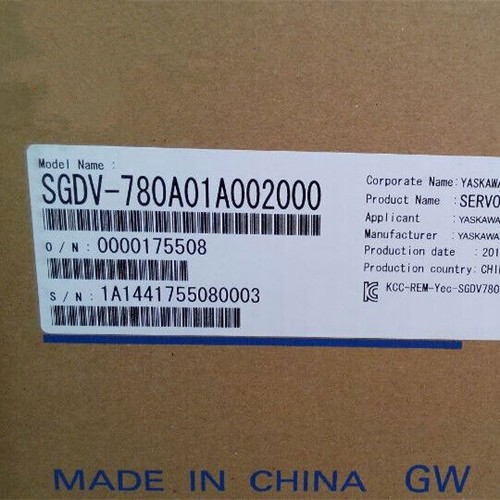 Model Name :
SGDV-780A01A002000
O/N: 0000175508
S/N: 1A1441755080003
Corporate Name: YASKAWA
Product Name : SERVO
Applicant : YASKAWA
Manufacturer : YASKAWA
Production date : 201
Production country: CHI
KCC-REM-Yec-SGDV780
MADE IN CHINA GW